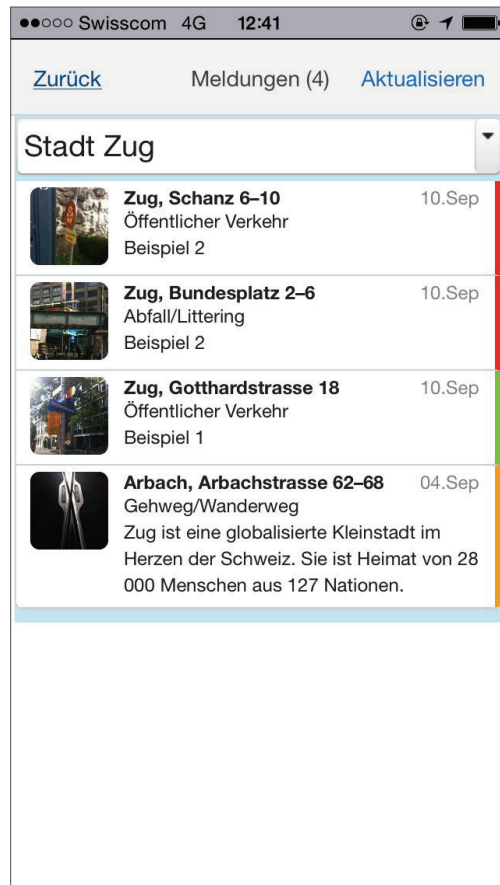 Swisscom 4G 12:41
Zurück Meldungen (4) Aktualisieren
Stadt Zug
Zug, Schanz 6–10 10.Sep
Öffentlicher Verkehr
Beispiel 2
Zug, Bundesplatz 2–6 10.Sep
Abfall/Littering
Beispiel 2
Zug, Gotthardstrasse 18 10.Sep
Öffentlicher Verkehr
Beispiel 1
Arbach, Arbachstrasse 62–68 04.Sep
Gehweg/Wanderweg
Zug ist eine globalisierte Kleinstadt im
Herzen der Schweiz. Sie ist Heimat von 28
000 Menschen aus 127 Nationen.